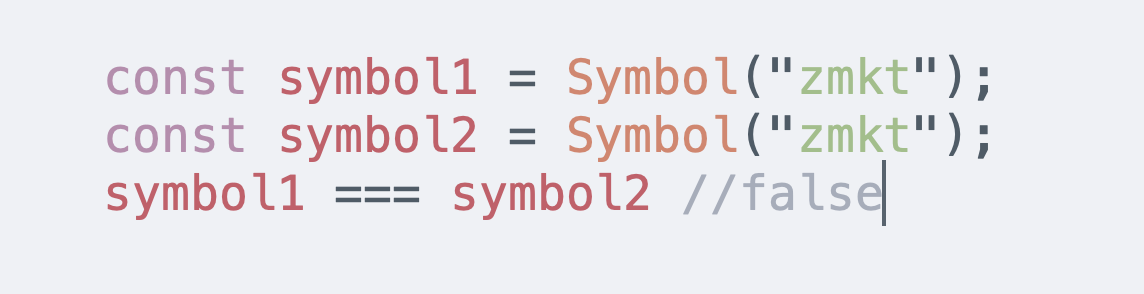 const symbol1 = Symbol("zmkt");
const symbol2 = Symbol("zmkt");
symbol1 === symbol2 //false